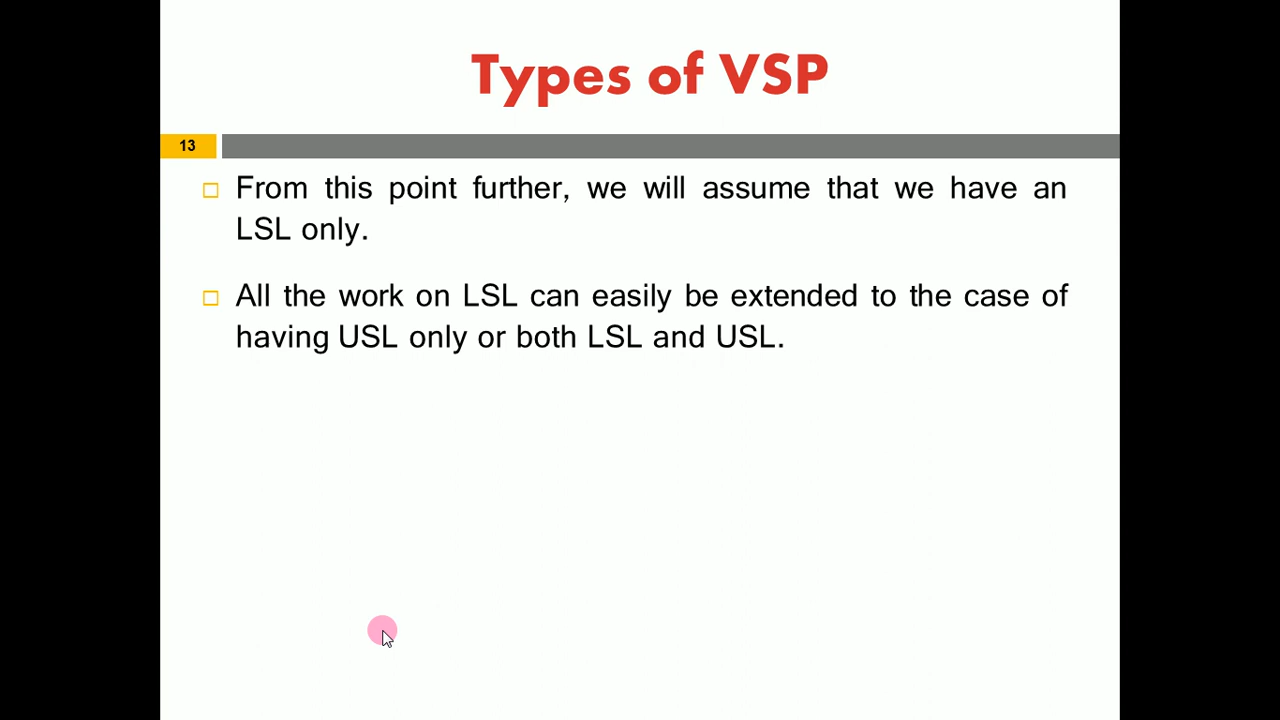 Types of VSP
13
From this point further, we will assume that we have an
LSL only.
All the work on LSL can easily be extended to the case of
having USL only or both LSL and USL.